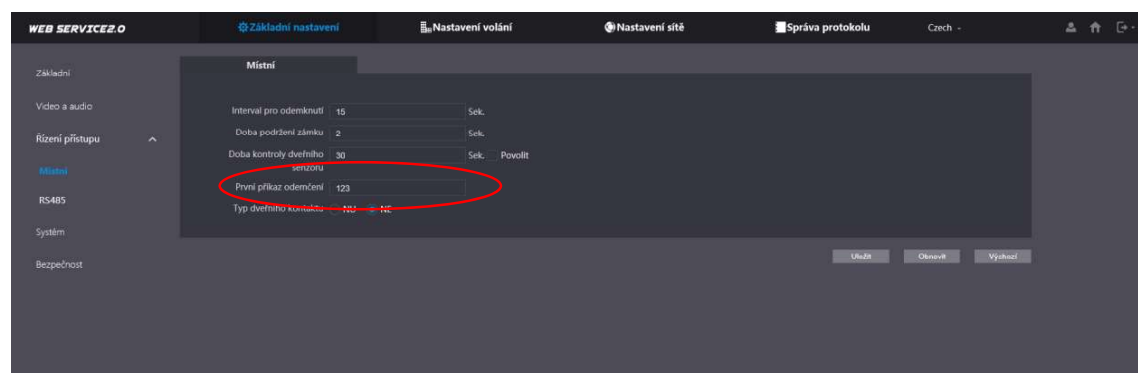 WEB SERVICE2.0 Základní nastavení Nastavení volání Nastavení sítě Správa protokolu Czech
Místní
Základní
Video a audio
Řízení přístupu
Místní
RS485
Systém
Bezpečnost
Interval pro odemknutí 15 Sek.
Doba podržení zámku 2 Sek.
Doba kontroly dveřního senzoru 30 Sek. Povolit
První příkaz odemčení 123
Typ dveřního kontaktu NU NE
Uložit Obnovit Výchozí